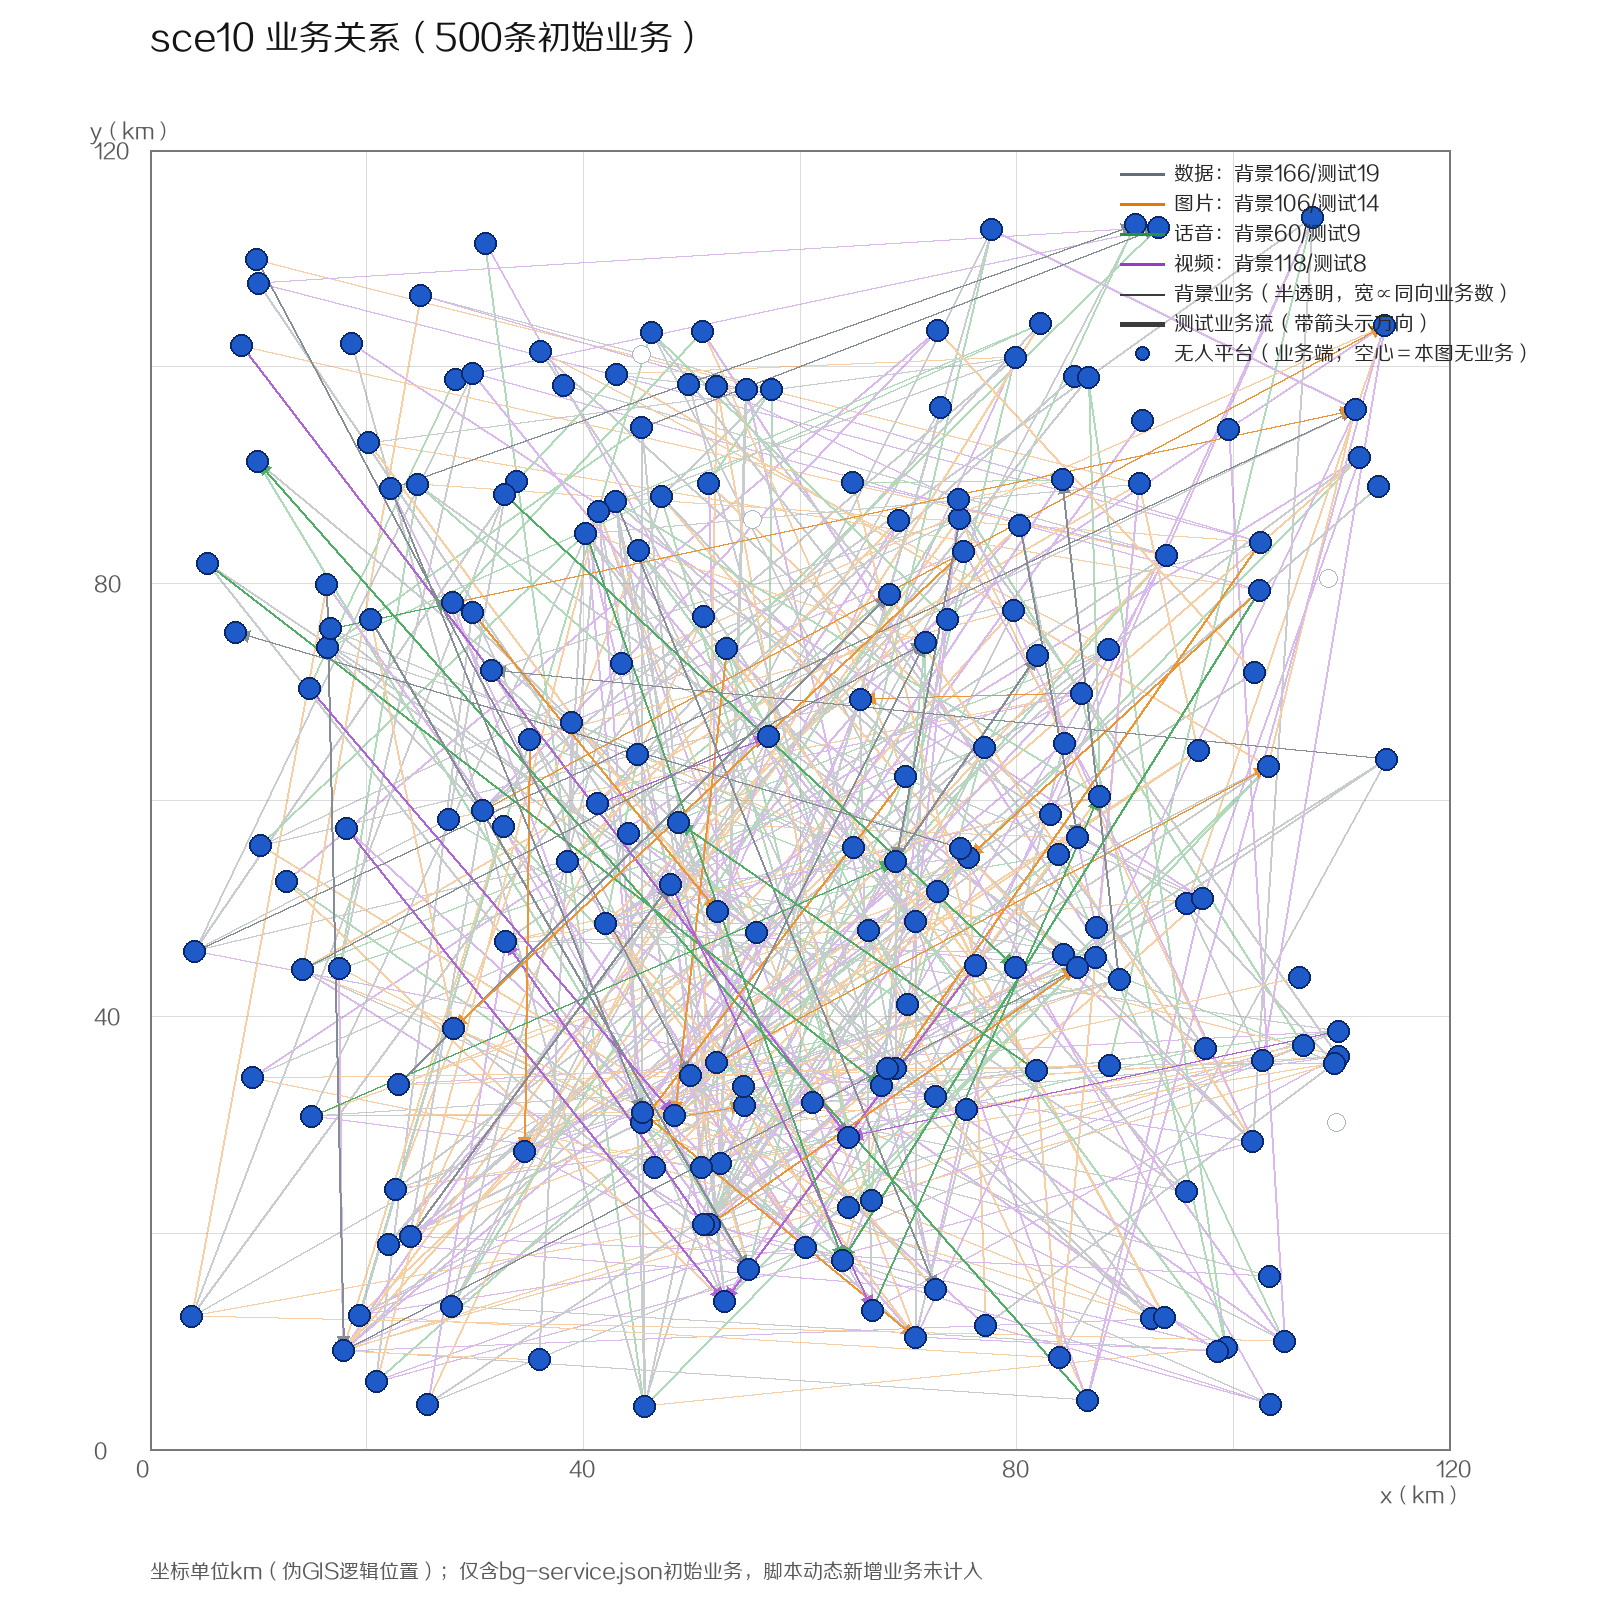 sce10 业务关系（500条初始业务）
y（km）
120
数据：背景166/测试19
图片：背景106/测试14
话音：背景60/测试9
视频：背景118/测试8
背景业务（半透明，宽∝同向业务数）
测试业务流（带箭头示方向）
无人平台（业务端；空心＝本图无业务）
80
40
0
0
40
80
120
x（km）
坐标单位km（伪GIS逻辑位置）；仅含bg-service.json初始业务，脚本动态新增业务未计入